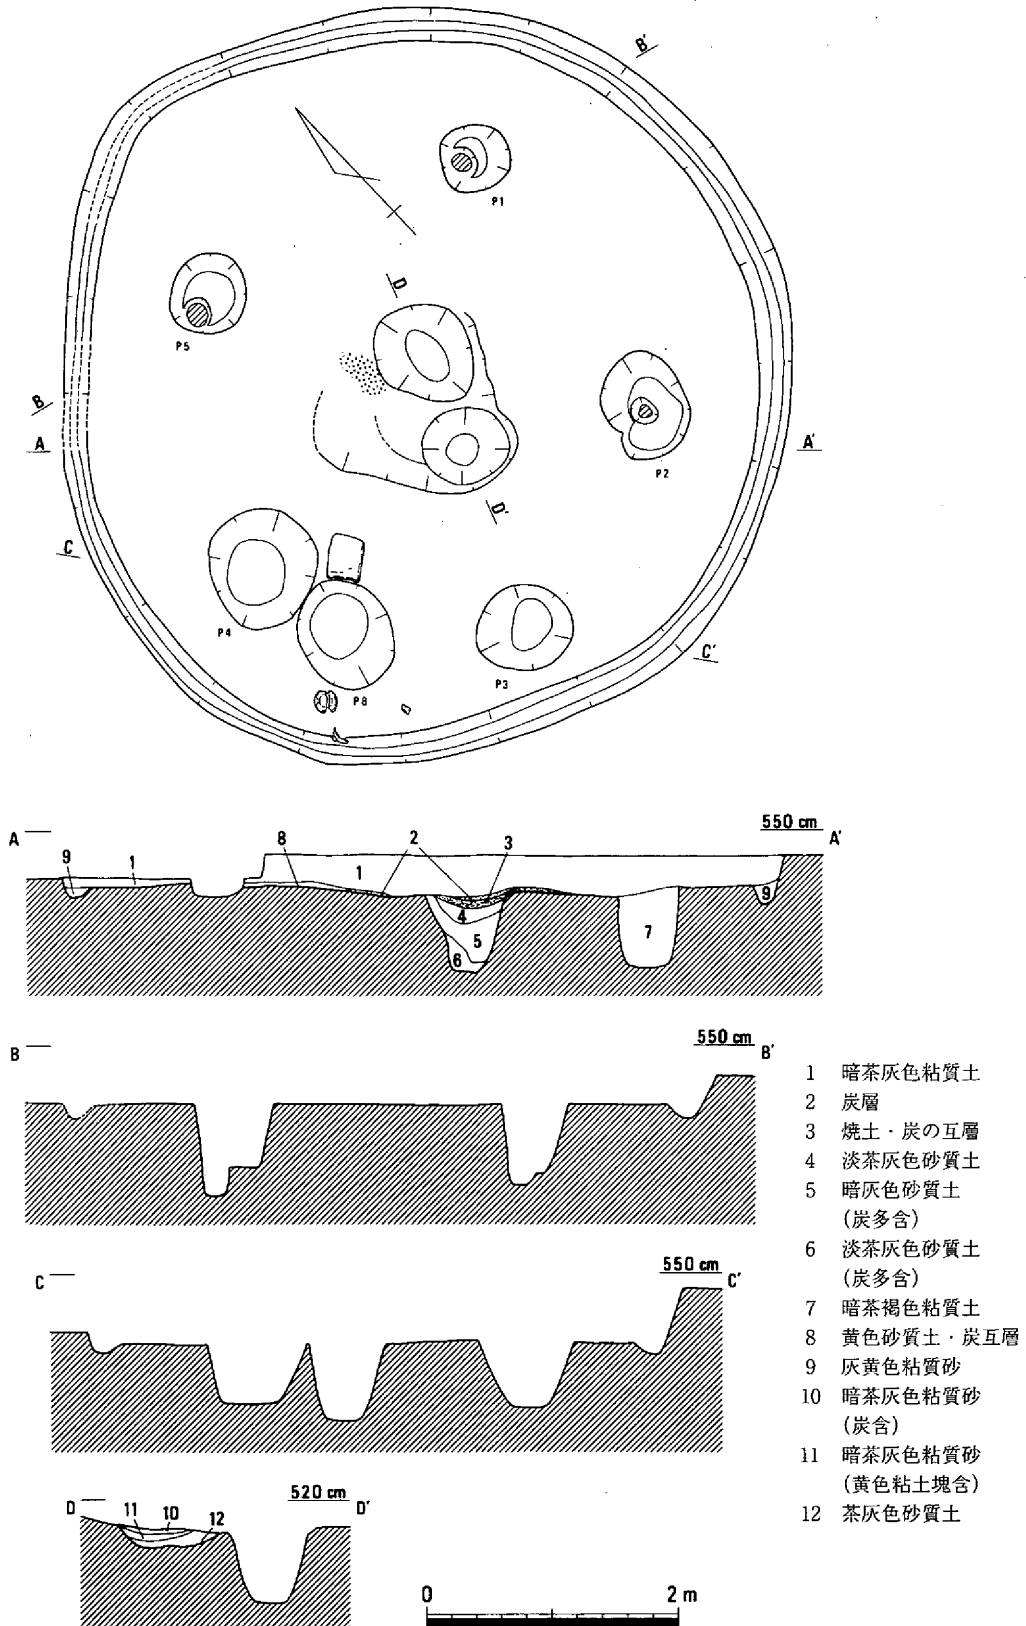 B′
P1
D
P5
B
A
A′
P2
D′
C
P4
C′
P3
P8
550 cm
A
A′
8
2
3
9
1
1
4
5
6
7
9
550 cm
B
B′
550 cm
C
C′
520 cm
D
D′
11
10
12
0
2 m
1 暗茶灰色粘質土
2 炭層
3 焼土・炭の互層
4 淡茶灰色砂質土
5 暗灰色砂質土
(炭多含)
6 淡茶灰色砂質土
(炭多含)
7 暗茶褐色粘質土
8 黄色砂質土・炭互層
9 灰黄色粘質砂
10 暗茶灰色粘質砂
(炭含)
11 暗茶灰色粘質砂
(黄色粘土塊含)
12 茶灰色砂質土